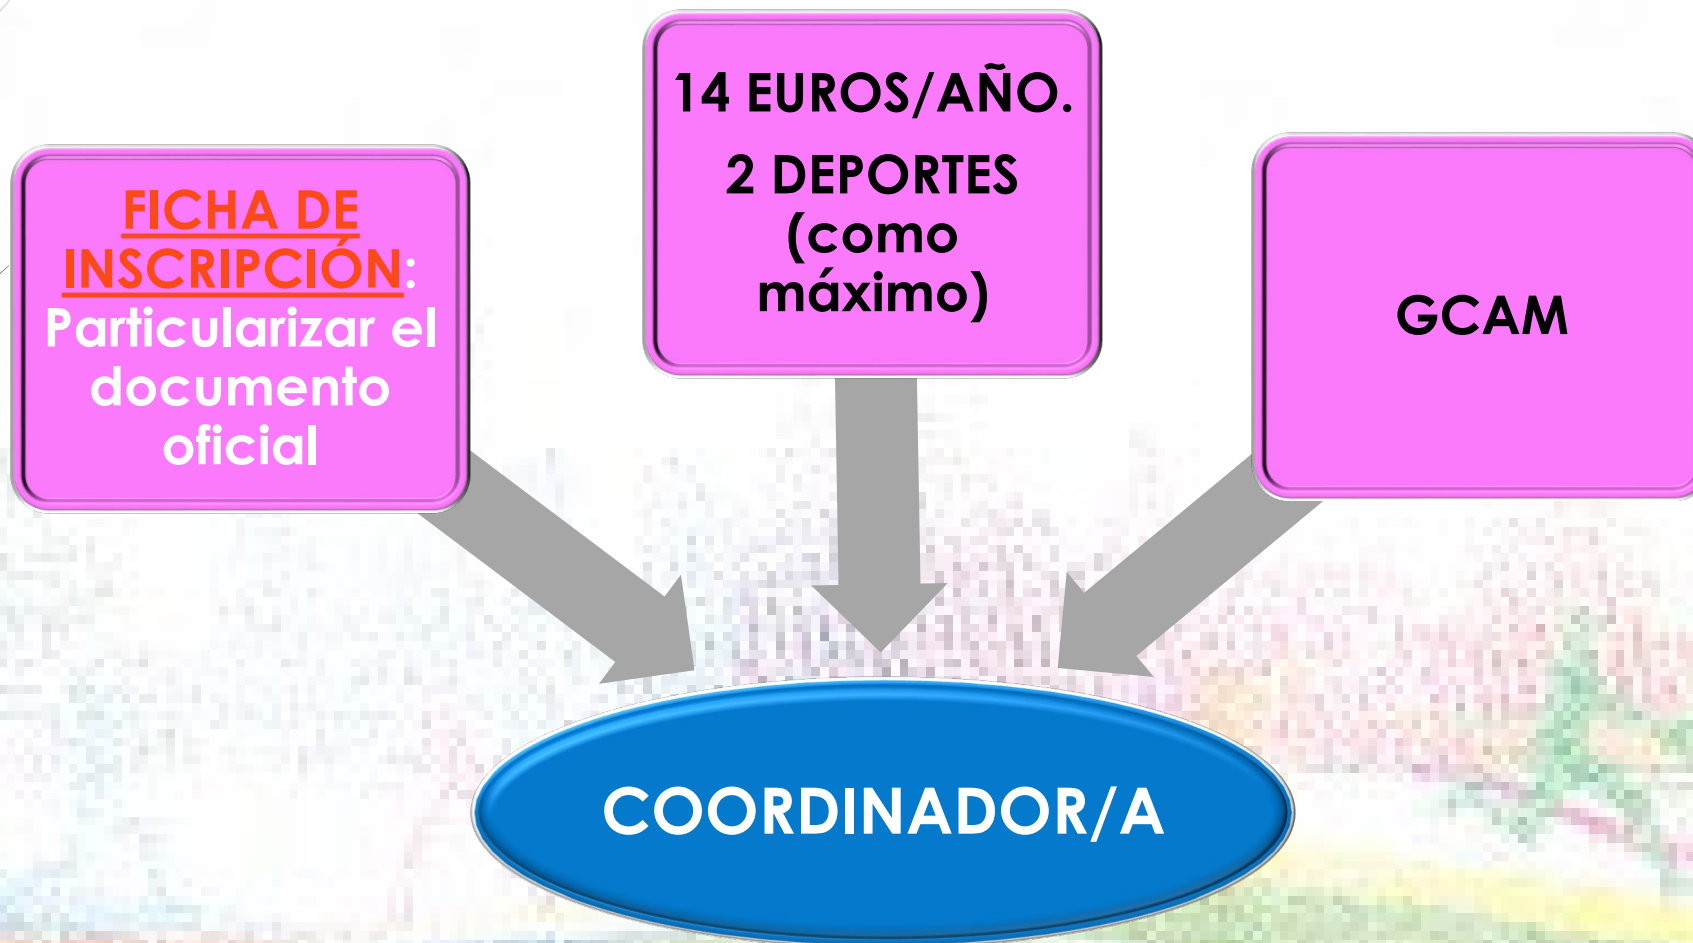 FICHA DE
INSCRIPCIÓN:
Particularizar el
documento
oficial
14 EUROS/AÑO.
2 DEPORTES
(como
máximo)
GCAM
COORDINADOR/A